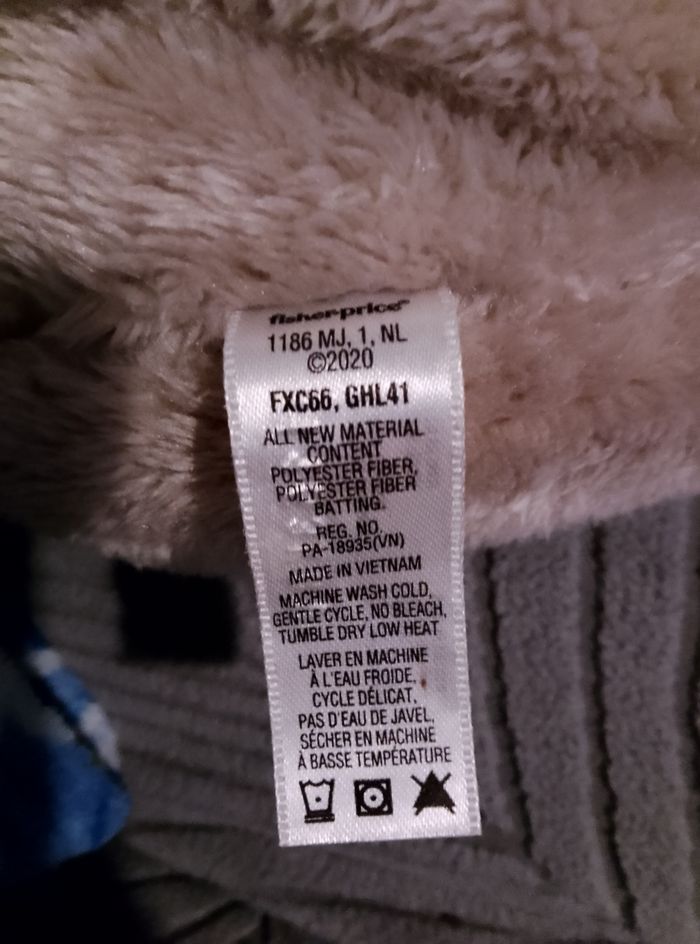 fisher-price®
1186 MJ, 1, NL
©2020
FXC66, GHL41
ALL NEW MATERIAL
CONTENT
POLYESTER FIBER,
POLYESTER FIBER
BATTING.
REG. NO.
PA-18935(VN)
MADE IN VIETNAM
MACHINE WASH COLD,
GENTLE CYCLE, NO BLEACH,
TUMBLE DRY LOW HEAT
LAVER EN MACHINE
À L'EAU FROIDE,
CYCLE DÉLICAT,
PAS D'EAU DE JAVEL,
SÉCHER EN MACHINE
À BASSE TEMPÉRATURE